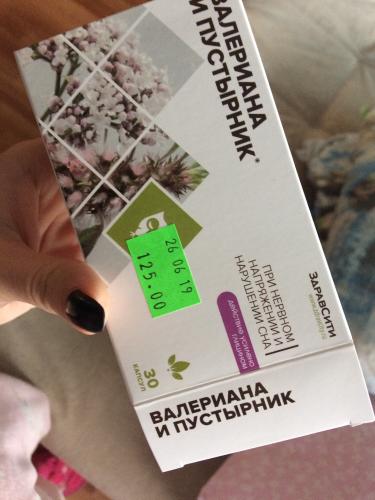 ВАЛЕРИАНА
И ПУСТЫРНИК®
26 06 19
125.00
ПРИ НЕРВНОМ
НАПРЯЖЕНИИ И
НАРУШЕНИИ СНА
ЗДРАВСИТИ
30
КАПСУЛ
ВАЛЕРИАНА
И ПУСТЫРНИК